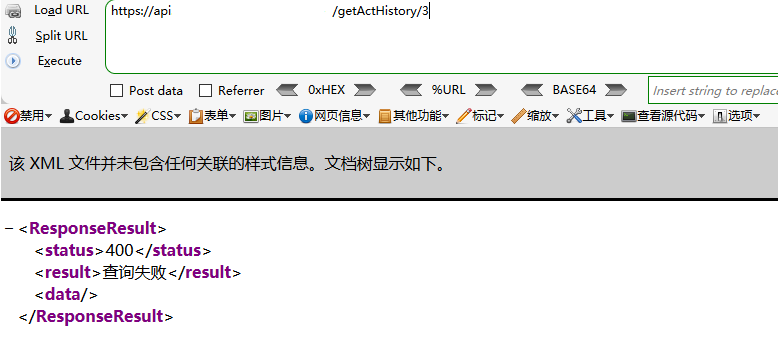 Load URL
https://api /getActHistory/3
Split URL
Execute
Post data Referrer 0xHEX %URL BASE64 Insert string to replace
禁用 Cookies CSS 表单 图片 网页信息 其他功能 标记 缩放 工具 查看源代码 选项
该 XML 文件并未包含任何关联的样式信息。文档树显示如下。
－<ResponseResult>
<status>400</status>
<result>查询失败</result>
<data/>
</ResponseResult>